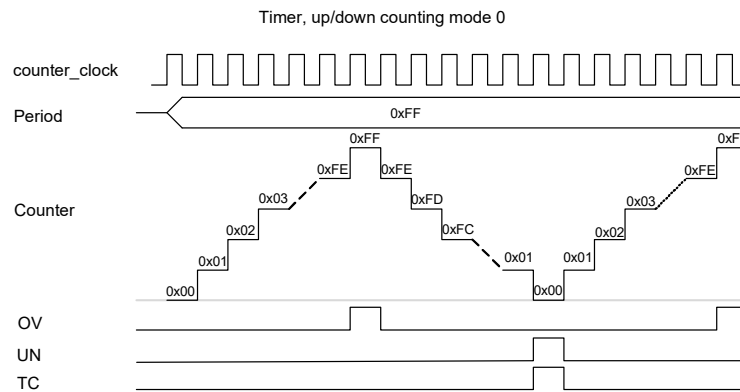 Timer, up/down counting mode 0
counter_clock
Period
0xFF
Counter
0x00
0x01
0x02
0x03
0xFE
0xFF
0xFE
0xFD
0xFC
0x01
0x00
0x01
0x02
0x03
0xFE
0xF
OV
UN
TC